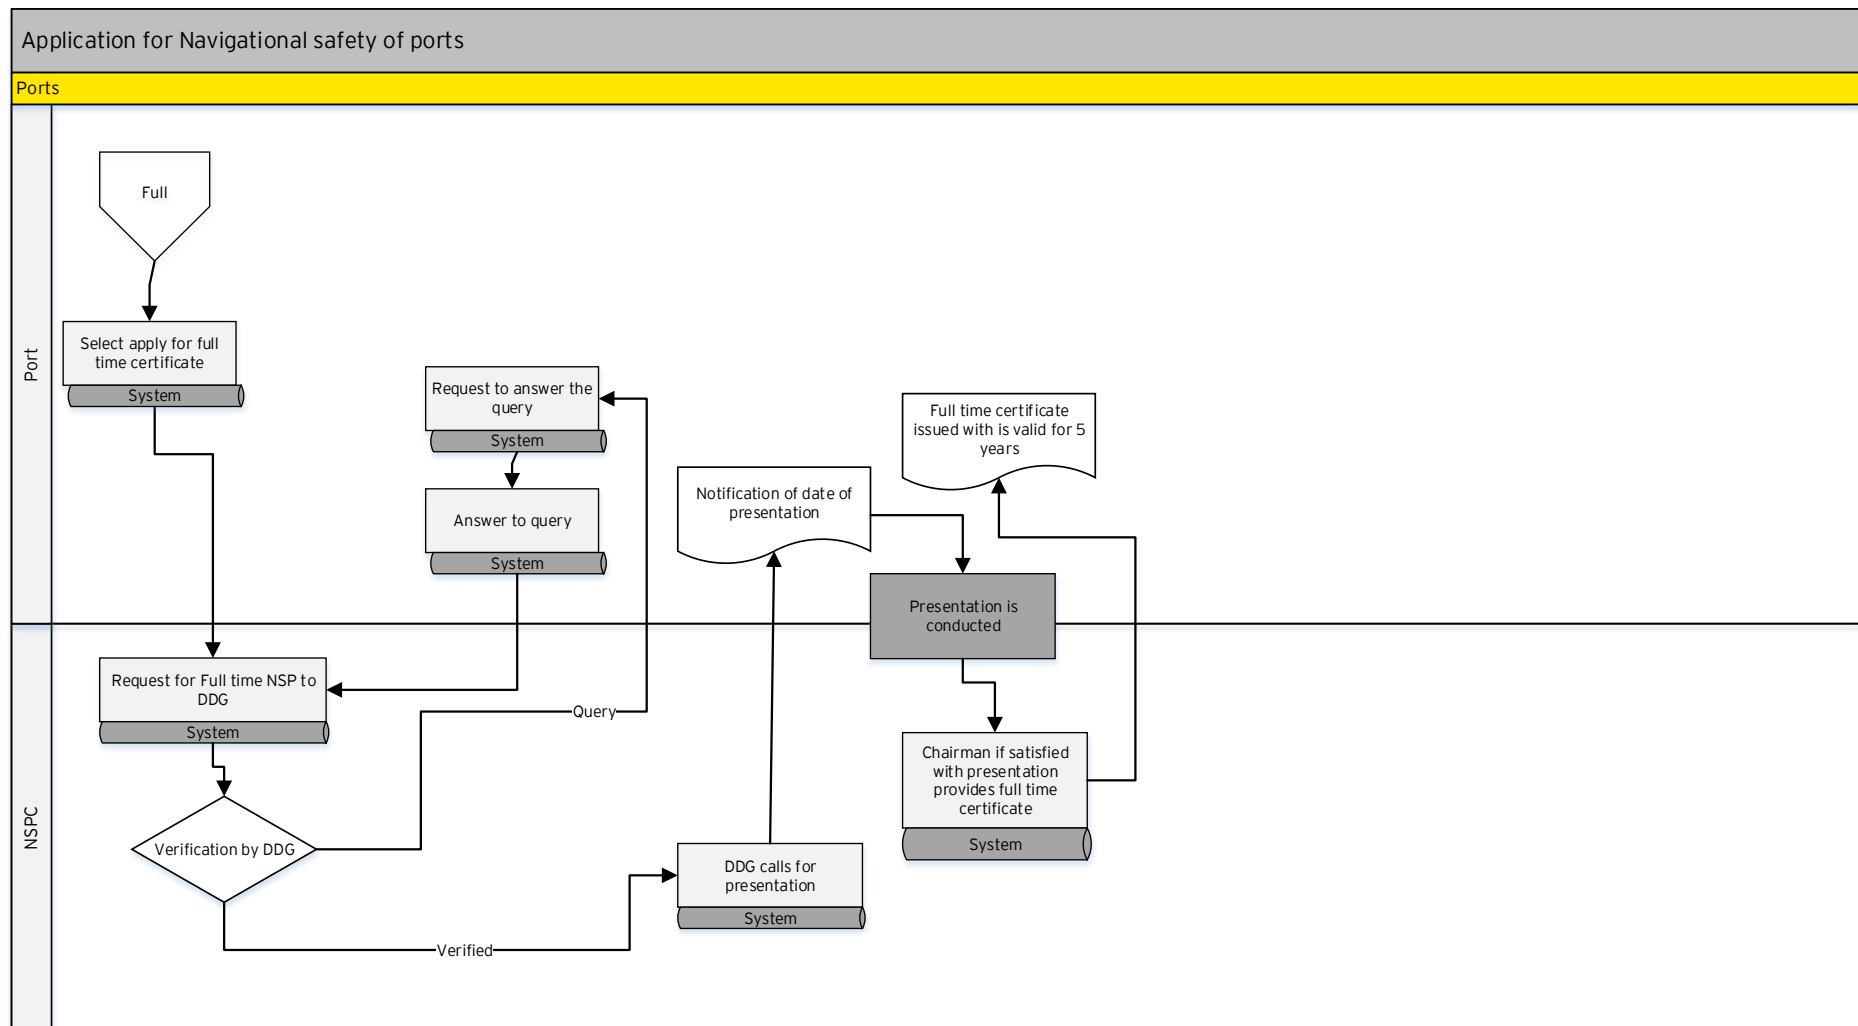 Application for Navigational safety of ports
Ports
Port
Full
Select apply for full
time certificate
System
Request to answer the
query
System
Answer to query
System
Notification of date of
presentation
Full time certificate
issued with is valid for 5
years
Presentation is
conducted
NSPC
Request for Full time NSP to
DDG
System
Query
Verification by DDG
Verified
DDG calls for
presentation
System
Chairman if satisfied
with presentation
provides full time
certificate
System